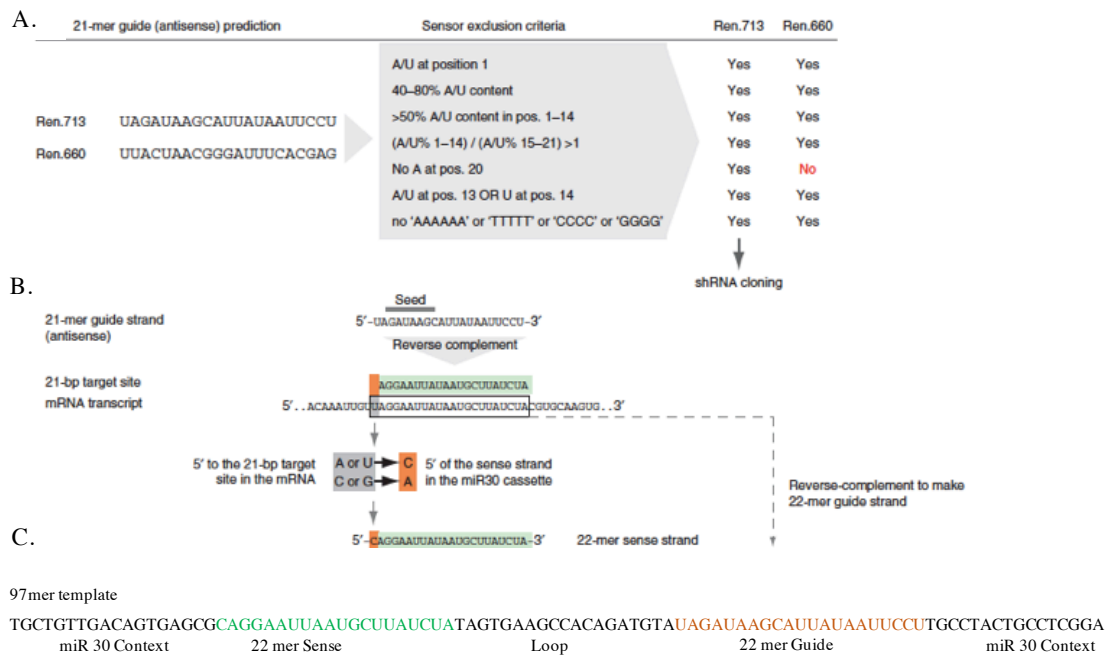 A.
21-mer guide (antisense) prediction Sensor exclusion criteria Ren.713 Ren.660
A/U at position 1 Yes Yes
40–80% A/U content Yes Yes
>50% A/U content in pos. 1–14 Yes Yes
Ren.713 UAGAUAAGCAUUAUAAUUCCU
(A/U% 1–14) / (A/U% 15–21) >1 Yes Yes
Ren.660 UUACUAACGGGAUUUCACGAG
No A at pos. 20 Yes No
A/U at pos. 13 OR U at pos. 14 Yes Yes
no 'AAAAAA' or 'TTTTT' or 'CCCC' or 'GGGG' Yes Yes
shRNA cloning
B.
Seed
21-mer guide strand
(antisense)
5′-UAGAUAAGCAUUAUAAUUCCU-3′
Reverse complement
21-bp target site AGGAAUUAUAAUGCUUAUCUA
mRNA transcript 5′..ACAAAUUGUUAGGAAUUAUAAUGCUUAUCUACGUGCAAGUG..3′
5′ to the 21-bp target
site in the mRNA
A or U C
C or G A
5′ of the sense strand
in the miR30 cassette
Reverse-complement to make
22-mer guide strand
C.
5′-CAGGAAUUAUAAUGCUUAUCUA-3′ 22-mer sense strand
97mer template
TGCTGTTGACAGTGAGCGCAGGAAUUAAUGCUUAUCUATAGTGAAGCCACAGATGTAUAGAUAAGCAUUAUAAUUCCUTGCCTACTGCCTCGGA
miR 30 Context 22 mer Sense Loop 22 mer Guide miR 30 Context